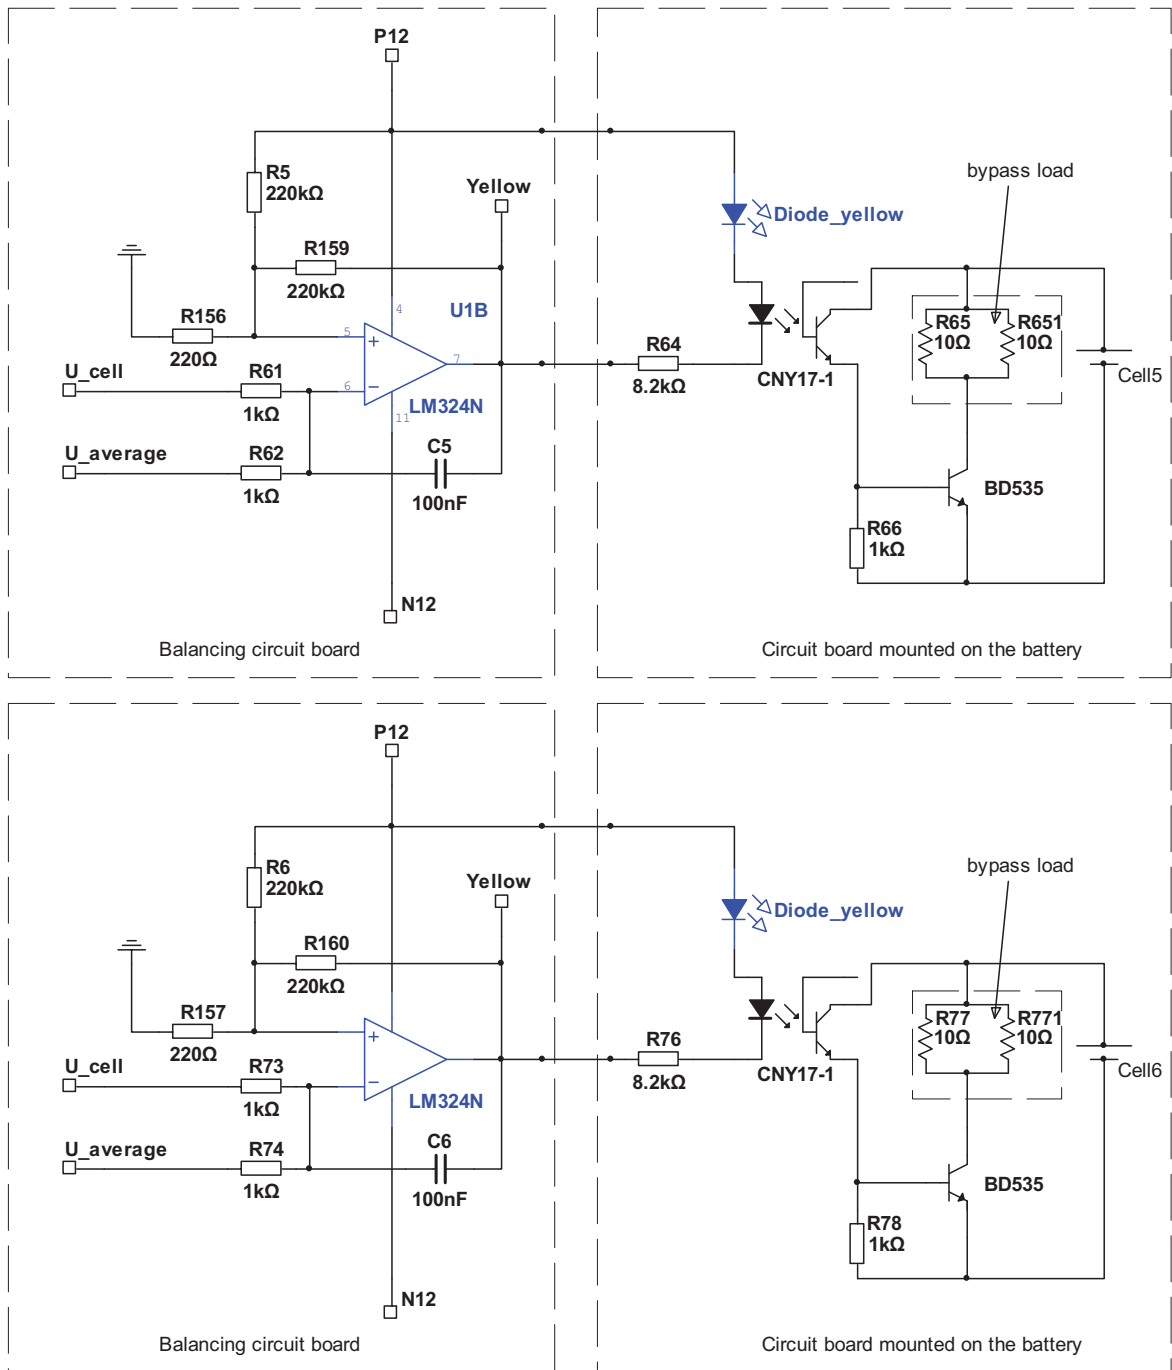 P12
R5
220kΩ
Yellow
R159
220kΩ
R156
220Ω
U1B
4
5
7
6
11
LM324N
U_cell
R61
1kΩ
U_average
R62
1kΩ
C5
100nF
N12
Balancing circuit board
Diode_yellow
bypass load
R64
8.2kΩ
CNY17-1
R65
10Ω
R651
10Ω
Cell5
BD535
R66
1kΩ
Circuit board mounted on the battery
P12
R6
220kΩ
Yellow
R160
220kΩ
R157
220Ω
LM324N
U_cell
R73
1kΩ
U_average
R74
1kΩ
C6
100nF
N12
Balancing circuit board
Diode_yellow
bypass load
R76
8.2kΩ
CNY17-1
R77
10Ω
R771
10Ω
Cell6
BD535
R78
1kΩ
Circuit board mounted on the battery